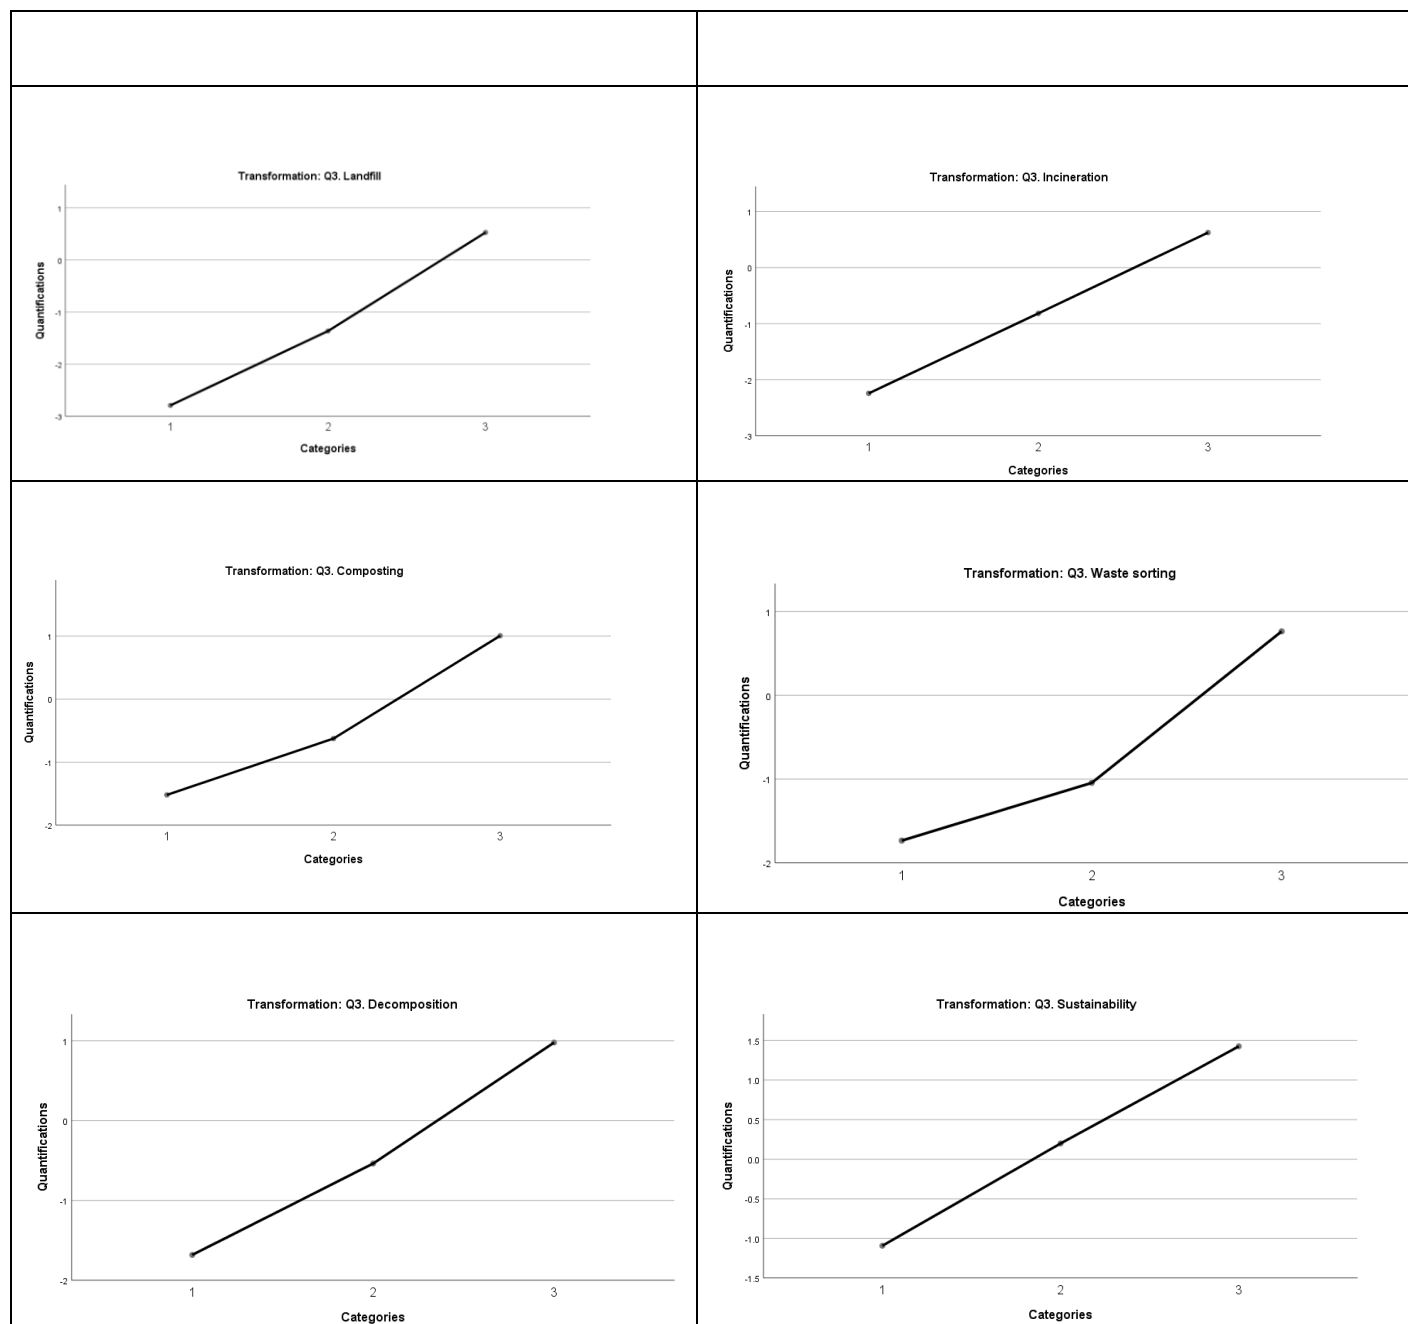 Transformation: Q3. Landfill
Quantifications
1
0
-1
-2
-3
1 2 3
Categories
Transformation: Q3. Incineration
Quantifications
1
0
-1
-2
-3
1 2 3
Categories
Transformation: Q3. Composting
Quantifications
1
0
-1
-2
1 2 3
Categories
Transformation: Q3. Waste sorting
Quantifications
1
0
-1
-2
1 2 3
Categories
Transformation: Q3. Decomposition
Quantifications
1
0
-1
-2
1 2 3
Categories
Transformation: Q3. Sustainability
Quantifications
1.5
1.0
0.5
0.0
-0.5
-1.0
-1.5
1 2 3
Categories